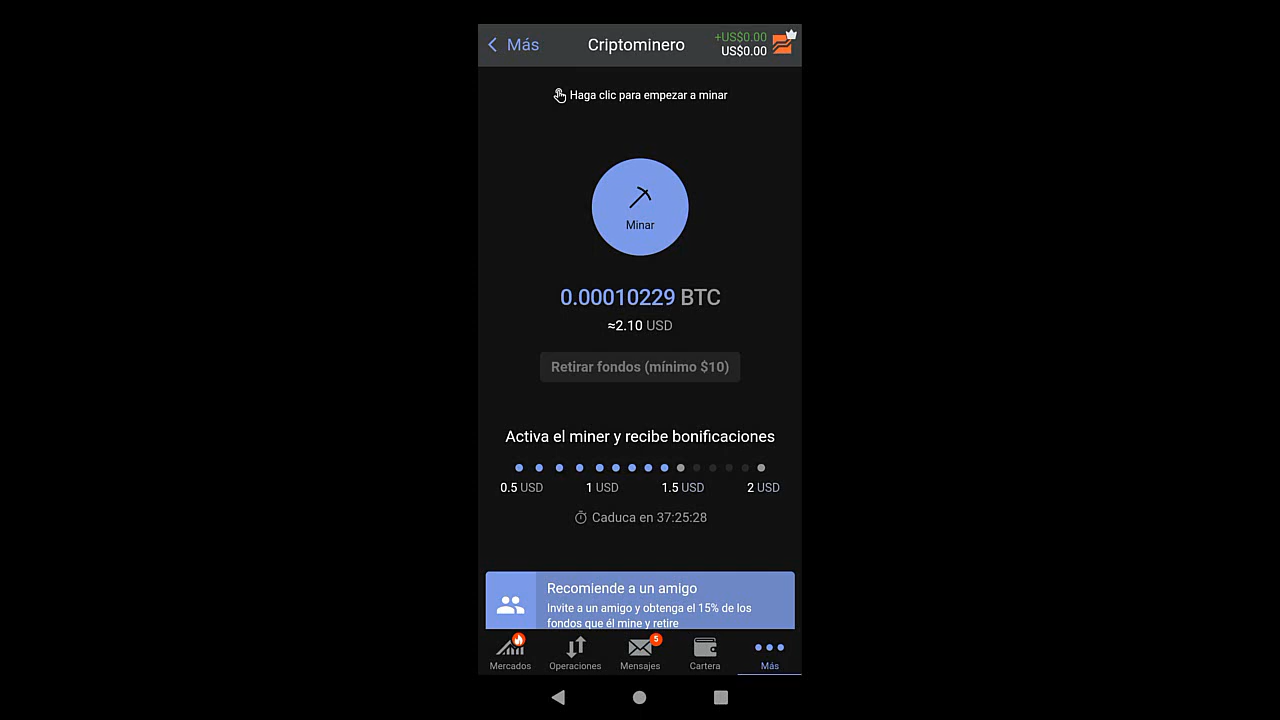 Más
Criptominero
+US$0.00
US$0.00
Haga clic para empezar a minar
Minar
0.00010229 BTC
≈2.10 USD
Retirar fondos (mínimo $10)
Activa el miner y recibe bonificaciones
0.5 USD 1 USD 1.5 USD 2 USD
Caduca en 37:25:28
Recomiende a un amigo
Invite a un amigo y obtenga el 15% de los
fondos que él mine y retire
5
Mercados Operaciones Mensajes Cartera Más